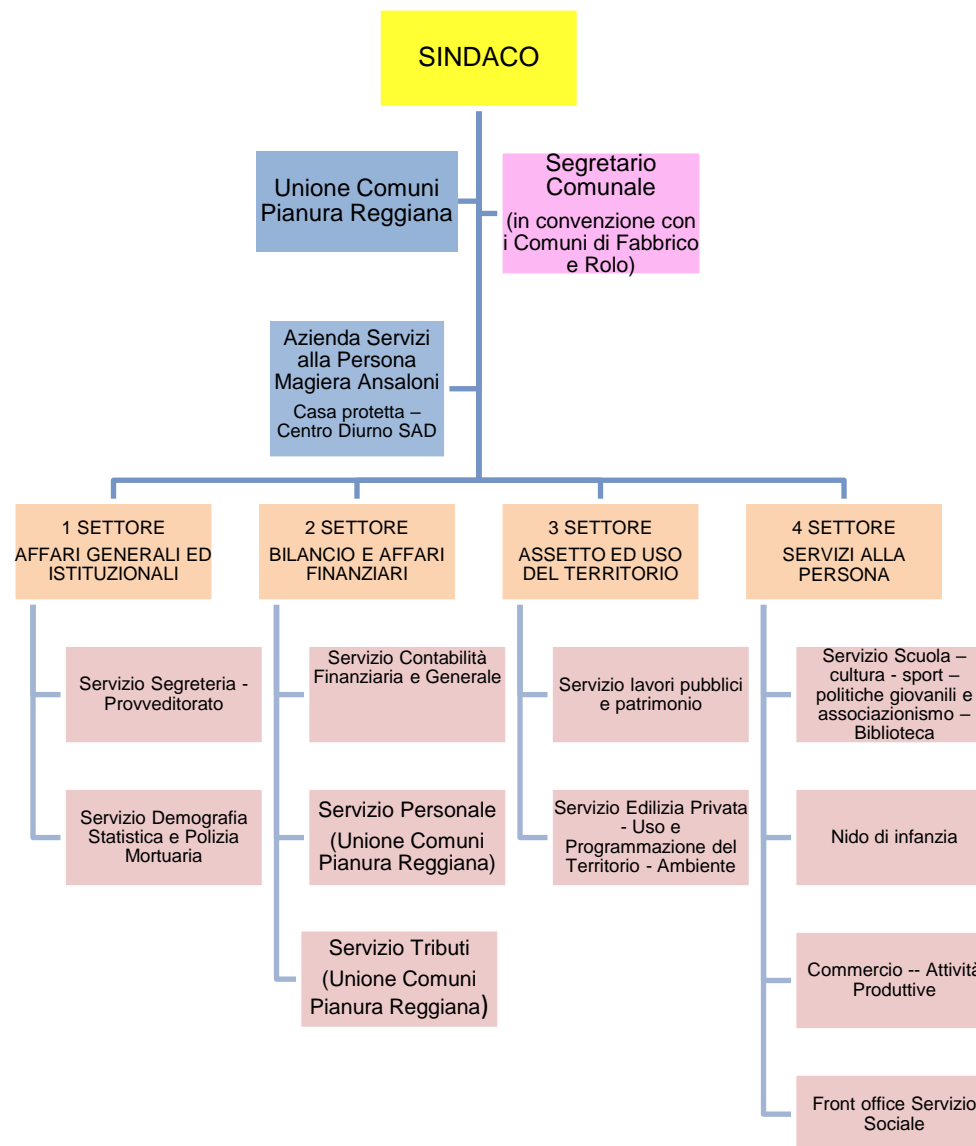 SINDACO
Unione Comuni
Pianura Reggiana
Segretario
Comunale
(in convenzione con
i Comuni di Fabbrico
e Rolo)
Azienda Servizi
alla Persona
Magiera Ansaloni
Casa protetta –
Centro Diurno SAD
1 SETTORE
AFFARI GENERALI ED
ISTITUZIONALI
2 SETTORE
BILANCIO E AFFARI
FINANZIARI
3 SETTORE
ASSETTO ED USO
DEL TERRITORIO
4 SETTORE
SERVIZI ALLA
PERSONA
Servizio Segreteria -
Provveditorato
Servizio Demografia
Statistica e Polizia
Mortuaria
Servizio Contabilità
Finanziaria e Generale
Servizio Personale
(Unione Comuni
Pianura Reggiana)
Servizio Tributi
(Unione Comuni
Pianura Reggiana)
Servizio lavori pubblici
e patrimonio
Servizio Edilizia Privata
- Uso e
Programmazione del
Territorio - Ambiente
Servizio Scuola –
cultura - sport –
politiche giovanili e
associazionismo –
Biblioteca
Nido di infanzia
Commercio -- Attività
Produttive
Front office Servizio
Sociale